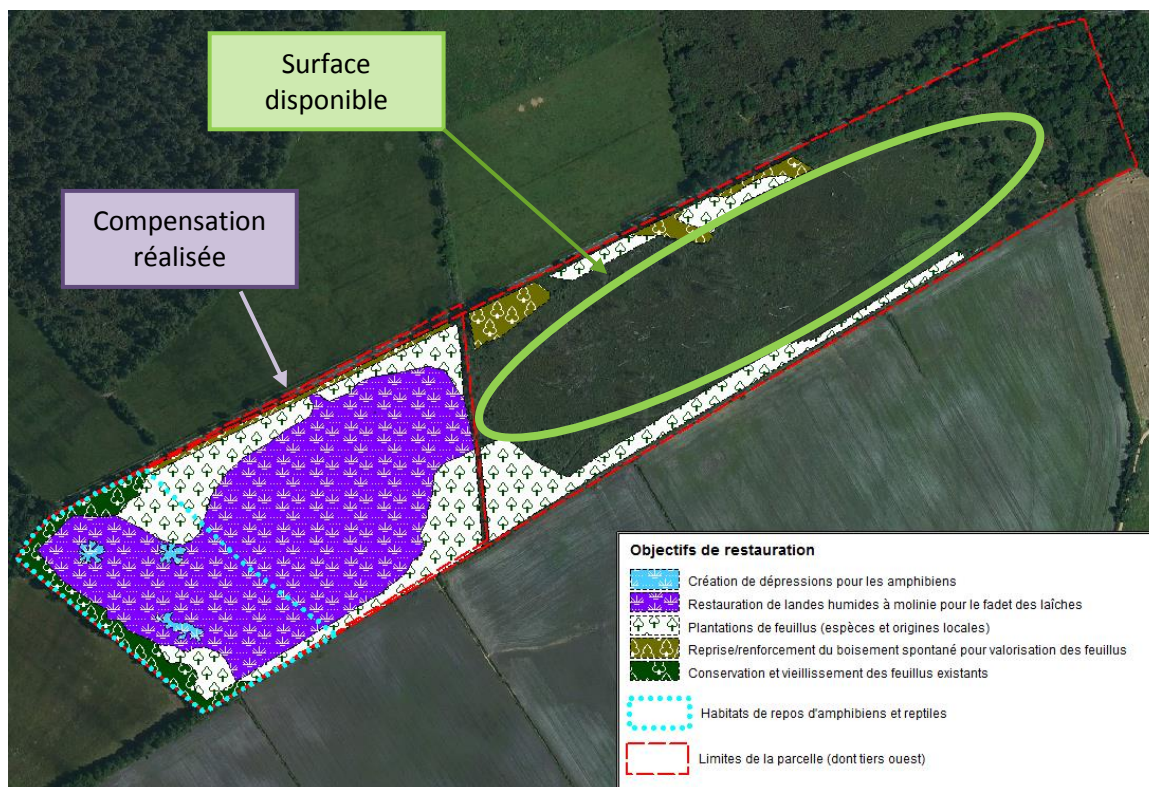 Surface
disponible
Compensation
réalisée
Objectifs de restauration
Création de dépressions pour les amphibiens
Restauration de landes humides à molinie pour le fadet des laîches
Plantations de feuillus (espèces et origines locales)
Reprise/renforcement du boisement spontané pour valorisation des feuillus
Conservation et vieillissement des feuillus existants
Habitats de repos d'amphibiens et reptiles
Limites de la parcelle (dont tiers ouest)